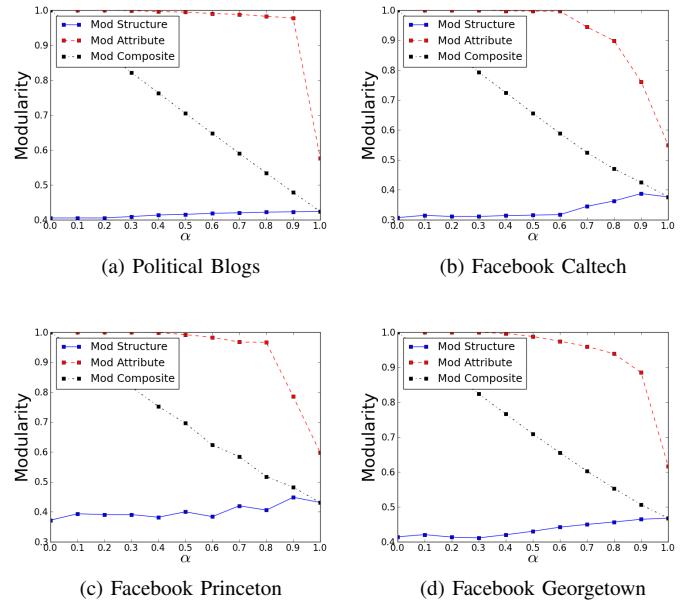 1.0
0.9
0.8
0.7
0.6
0.5
0.4
Modularity
Mod Structure
Mod Attribute
Mod Composite
0.0 0.1 0.2 0.3 0.4 0.5 0.6 0.7 0.8 0.9 1.0
α
(a) Political Blogs
1.0
0.9
0.8
0.7
0.6
0.5
0.4
0.3
Modularity
Mod Structure
Mod Attribute
Mod Composite
0.0 0.1 0.2 0.3 0.4 0.5 0.6 0.7 0.8 0.9 1.0
α
(b) Facebook Caltech
1.0
0.9
0.8
0.7
0.6
0.5
0.4
0.3
Modularity
Mod Structure
Mod Attribute
Mod Composite
0.0 0.1 0.2 0.3 0.4 0.5 0.6 0.7 0.8 0.9 1.0
(c) Facebook Princeton
1.0
0.9
0.8
0.7
0.6
0.5
0.4
0.3
Modularity
Mod Structure
Mod Attribute
Mod Composite
0.0 0.1 0.2 0.3 0.4 0.5 0.6 0.7 0.8 0.9 1.0
(d) Facebook Georgetown